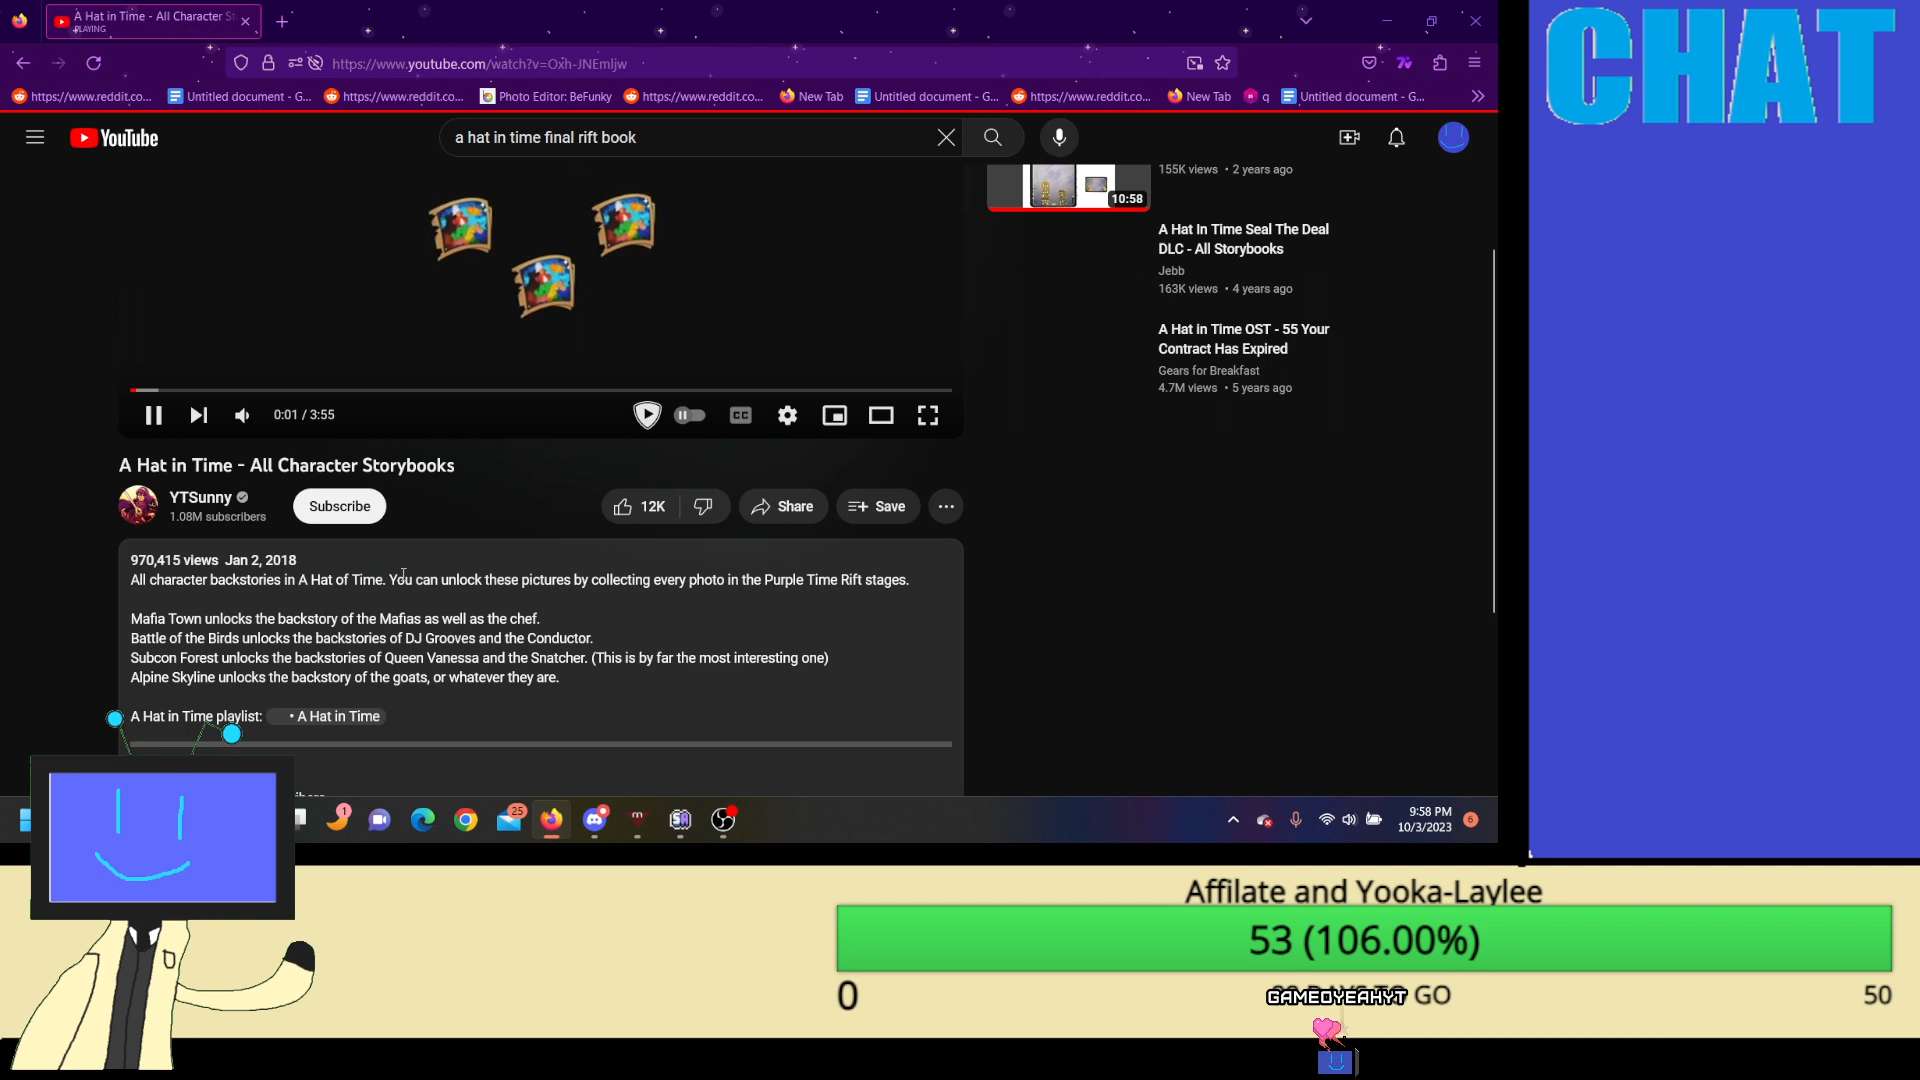 A Hat in Time - All Character St
PLAYING
https://www.youtube.com/watch?v=Oxh-JNEmljw
https://www.reddit.co...
Untitled document - G...
https://www.reddit.co...
Photo Editor: BeFunky
https://www.reddit.co...
New Tab
Untitled document - G...
https://www.reddit.co...
New Tab
q
Untitled document - G...
YouTube
a hat in time final rift book
CHAT
155K views • 2 years ago
10:58
A Hat In Time Seal The Deal
DLC - All Storybooks
Jebb
163K views • 4 years ago
A Hat in Time OST - 55 Your
Contract Has Expired
Gears for Breakfast
4.7M views • 5 years ago
0:01 / 3:55
CC
A Hat in Time - All Character Storybooks
YTSunny
1.08M subscribers
Subscribe
12K
Share
Save
970,415 views Jan 2, 2018
All character backstories in A Hat of Time. You can unlock these pictures by collecting every photo in the Purple Time Rift stages.
Mafia Town unlocks the backstory of the Mafias as well as the chef.
Battle of the Birds unlocks the backstories of DJ Grooves and the Conductor.
Subcon Forest unlocks the backstories of Queen Vanessa and the Snatcher. (This is by far the most interesting one)
Alpine Skyline unlocks the backstory of the goats, or whatever they are.
A Hat in Time playlist: • A Hat in Time
1
25
9:58 PM
10/3/2023
6
Affilate and Yooka-Laylee
53 (106.00%)
0
GAMEOYEAHYT
GO
50